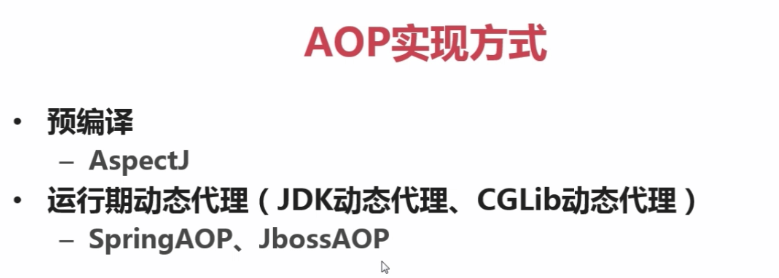 AOP实现方式
• 预编译
– AspectJ
• 运行期动态代理（JDK动态代理、CGLib动态代理）
– SpringAOP、JbossAOP